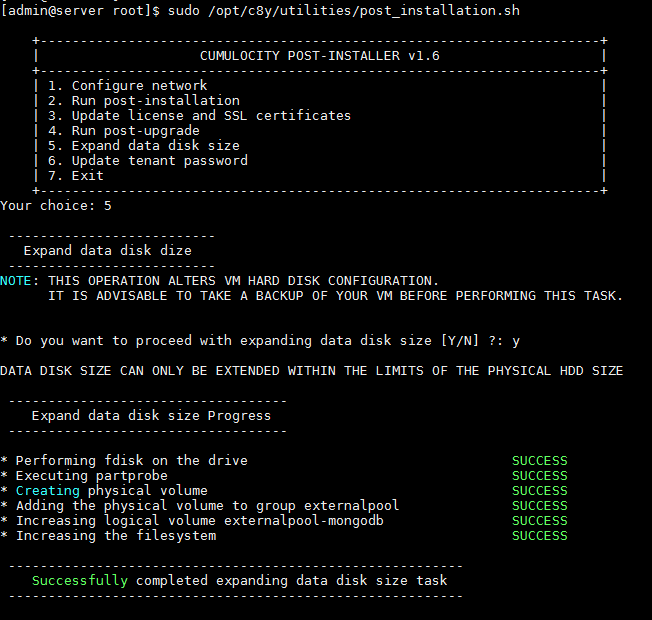 [admin@server root]$ sudo /opt/c8y/utilities/post_installation.sh
+-----------------------------------------------------------------------+
| CUMULOCITY POST-INSTALLER v1.6 |
+-----------------------------------------------------------------------+
| 1. Configure network |
| 2. Run post-installation |
| 3. Update license and SSL certificates |
| 4. Run post-upgrade |
| 5. Expand data disk size |
| 6. Update tenant password |
| 7. Exit |
+-----------------------------------------------------------------------+
Your choice: 5
--------------------------
Expand data disk dize
--------------------------
NOTE: THIS OPERATION ALTERS VM HARD DISK CONFIGURATION.
IT IS ADVISABLE TO TAKE A BACKUP OF YOUR VM BEFORE PERFORMING THIS TASK.
* Do you want to proceed with expanding data disk size [Y/N] ?: y
DATA DISK SIZE CAN ONLY BE EXTENDED WITHIN THE LIMITS OF THE PHYSICAL HDD SIZE
-----------------------------------
Expand data disk size Progress
-----------------------------------
* Performing fdisk on the drive SUCCESS
* Executing partprobe SUCCESS
* Creating physical volume SUCCESS
* Adding the physical volume to group externalpool SUCCESS
* Increasing logical volume externalpool-mongodb SUCCESS
* Increasing the filesystem SUCCESS
---------------------------------------------------------
Successfully completed expanding data disk size task
---------------------------------------------------------